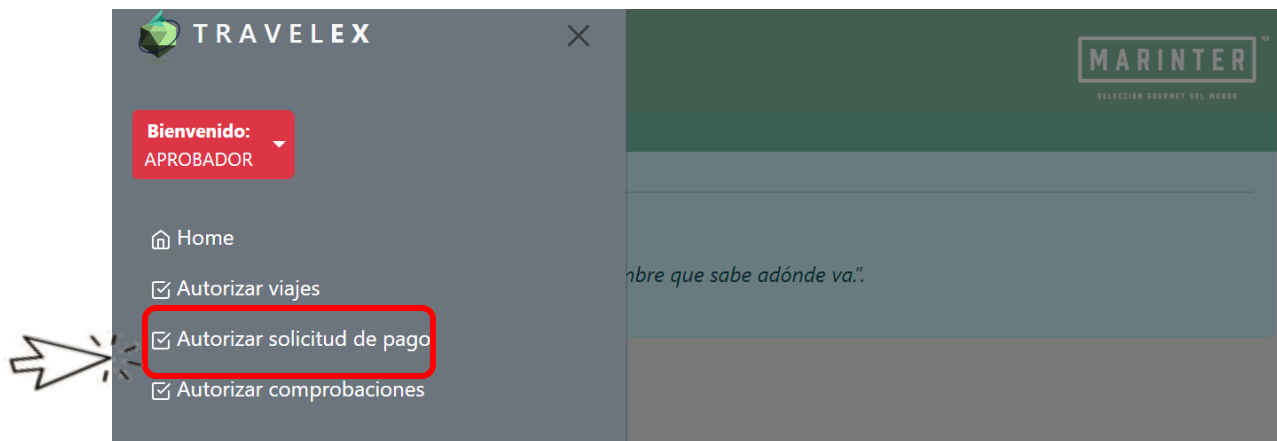 TRAVELEX
MARINTER MR
SELECCIÓN GOURMET DEL MUNDO
Bienvenido:
APROBADOR
Home
Autorizar viajes
mbre que sabe adónde va.".
Autorizar solicitud de pago
Autorizar comprobaciones